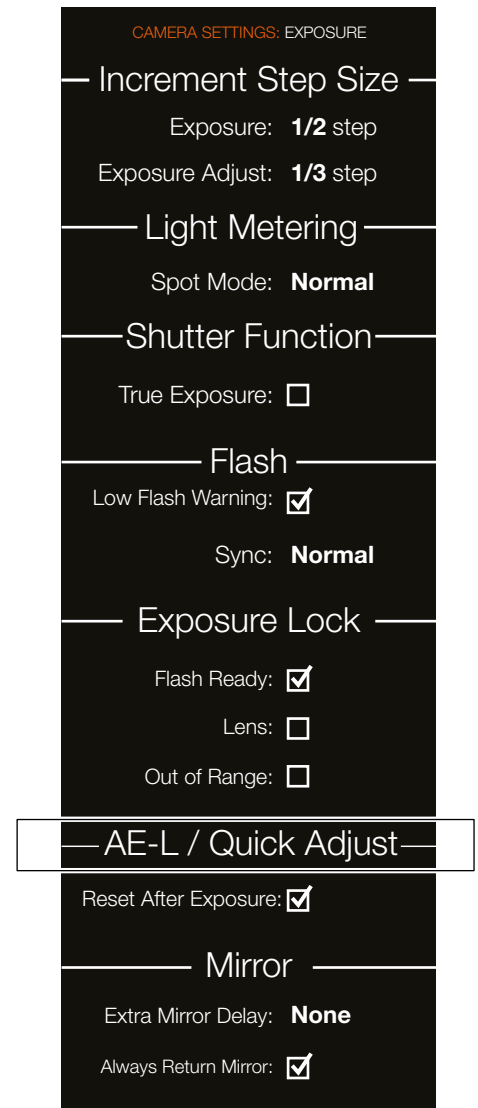 CAMERA SETTINGS: EXPOSURE
Increment Step Size
Exposure: 1/2 step
Exposure Adjust: 1/3 step
Light Metering
Spot Mode: Normal
Shutter Function
True Exposure:
Flash
Low Flash Warning:
Sync: Normal
Exposure Lock
Flash Ready:
Lens:
Out of Range:
AE-L / Quick Adjust
Reset After Exposure:
Mirror
Extra Mirror Delay: None
Always Return Mirror: